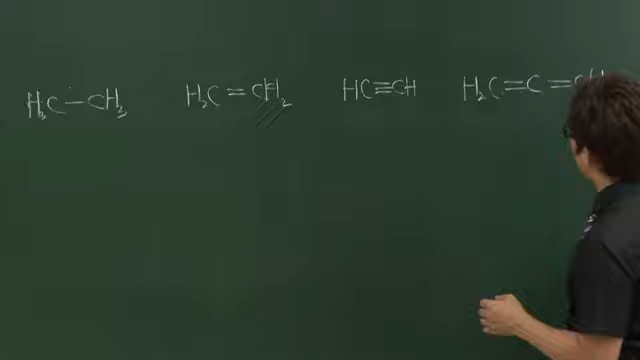 H₃C－CH₃ H₂C=CH₂ HC≡CH H₂C=C=CH